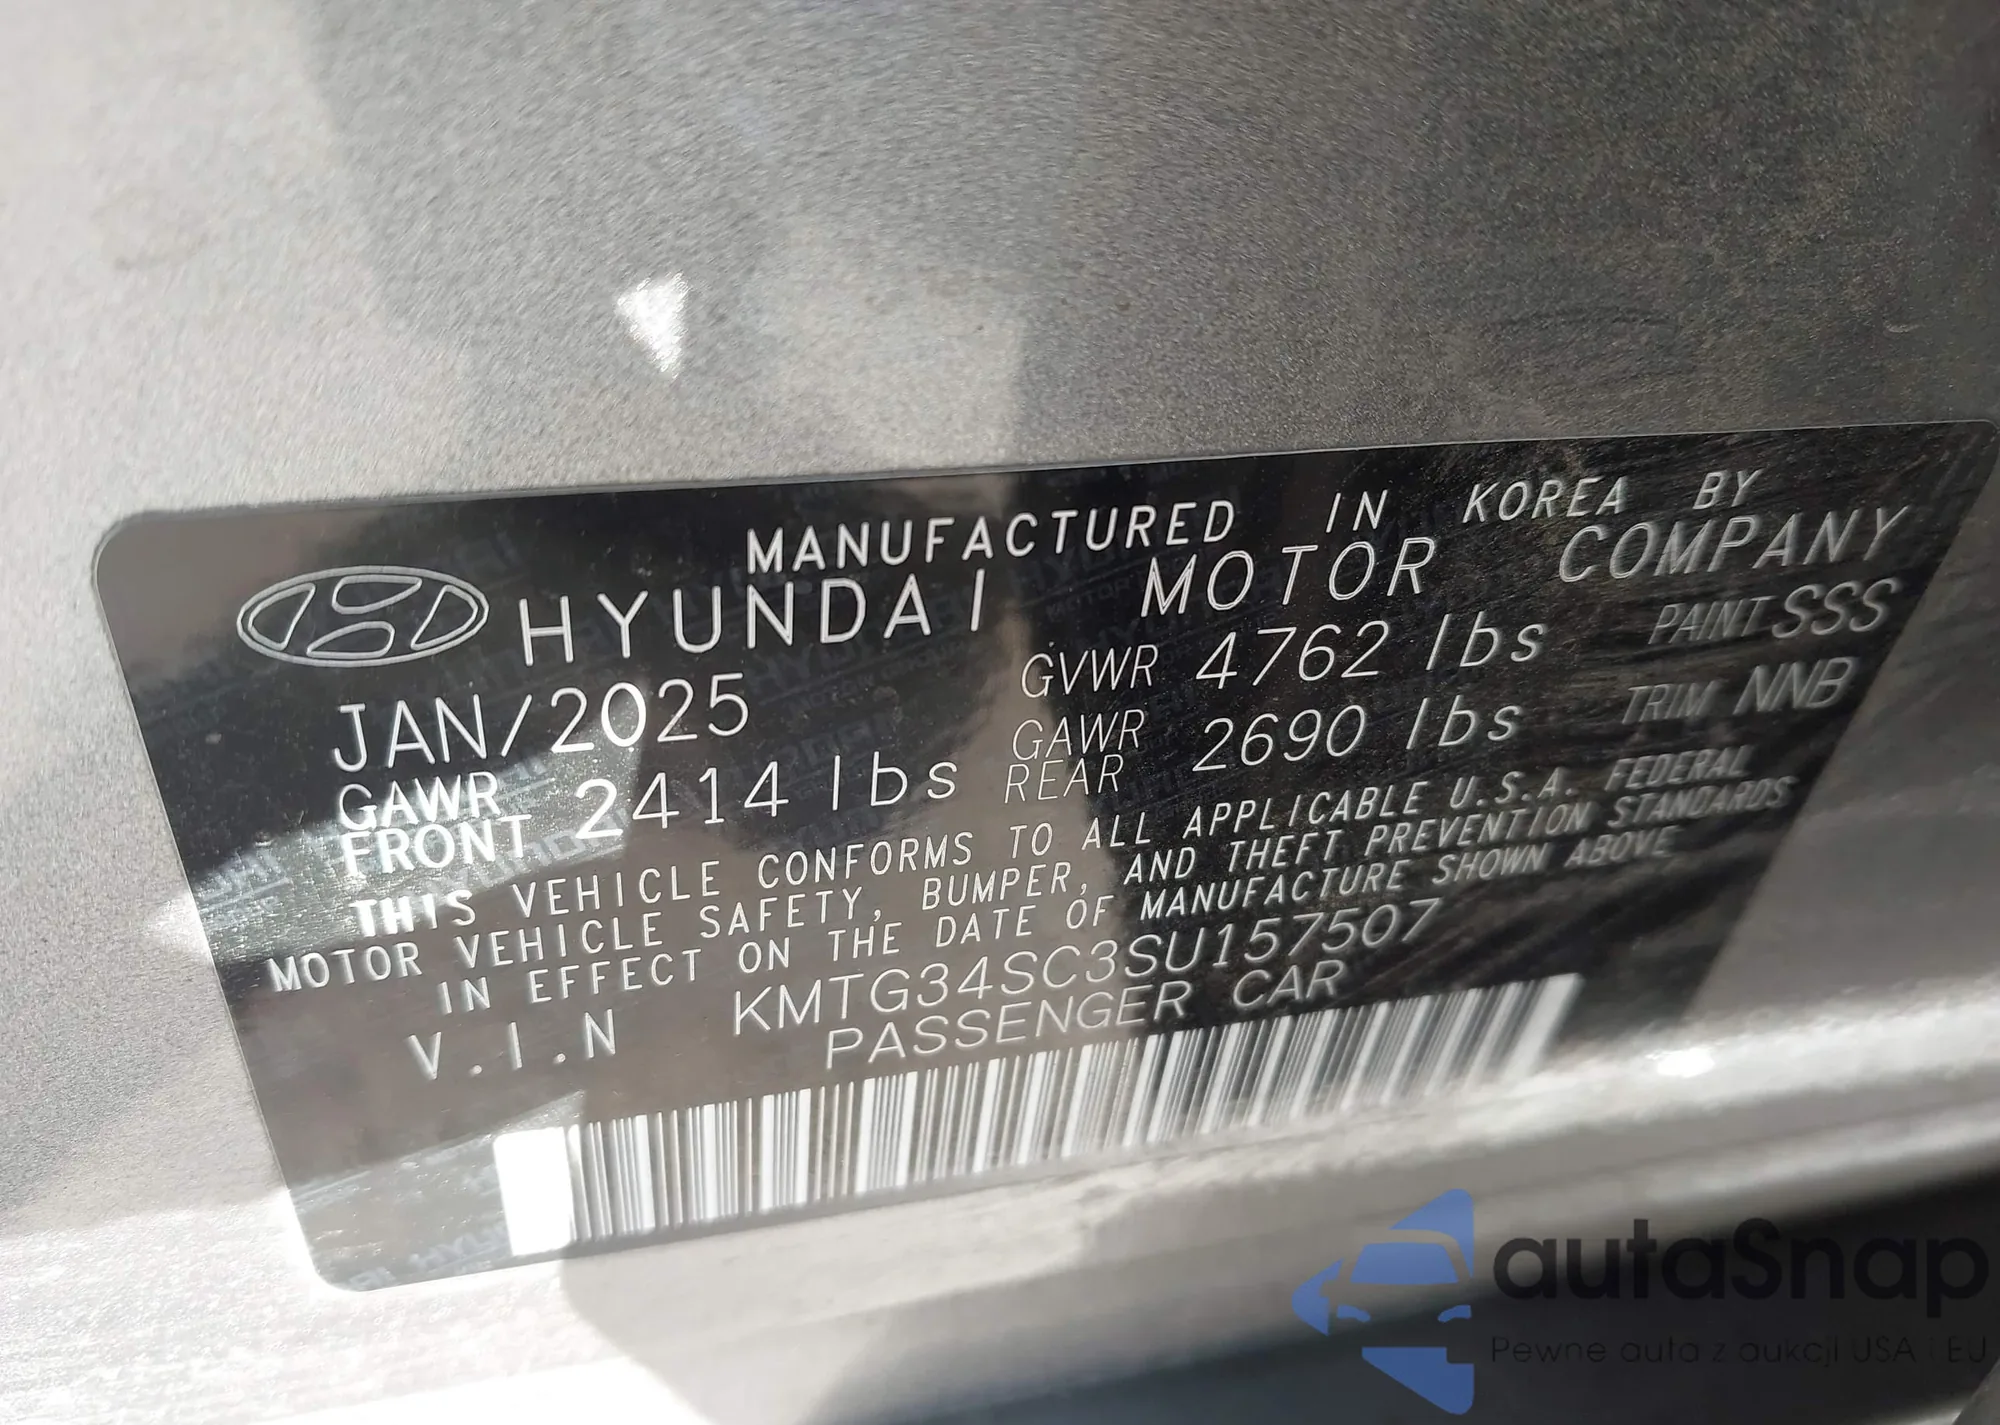 MANUFACTURED IN KOREA BY
HYUNDAI MOTOR COMPANY
JAN/2025 GVWR 4762 lbs PAINT SSS
GAWR FRONT 2414 lbs GAWR REAR 2690 lbs TRIM NNB
THIS VEHICLE CONFORMS TO ALL APPLICABLE U.S.A. FEDERAL
MOTOR VEHICLE SAFETY, BUMPER, AND THEFT PREVENTION STANDARDS
IN EFFECT ON THE DATE OF MANUFACTURE SHOWN ABOVE
V.I.N KMTG34SC3SU157507
PASSENGER CAR
autaSnap
Pewne auta z aukcji USA i EU